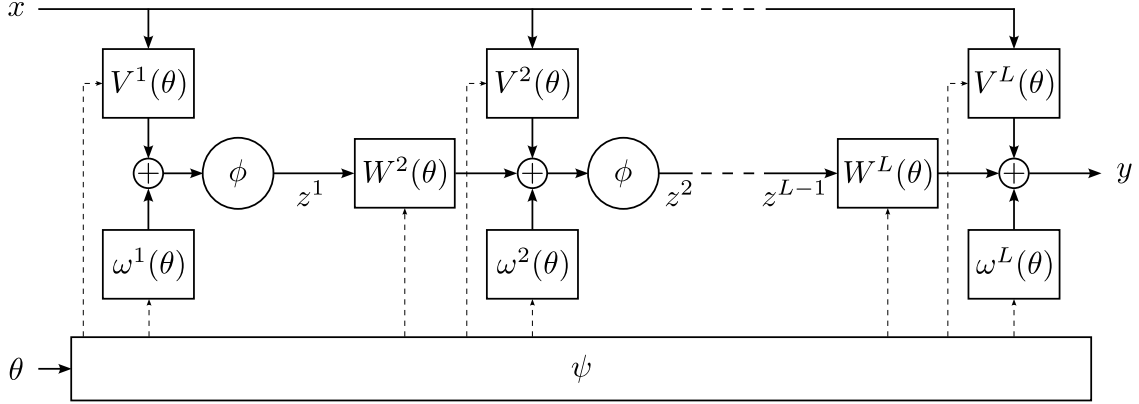 x
V¹(θ) V²(θ) Vᴸ(θ)
+ ϕ z¹ W²(θ) + ϕ z² zᴸ⁻¹ Wᴸ(θ) + y
ω¹(θ) ω²(θ) ωᴸ(θ)
θ ψ